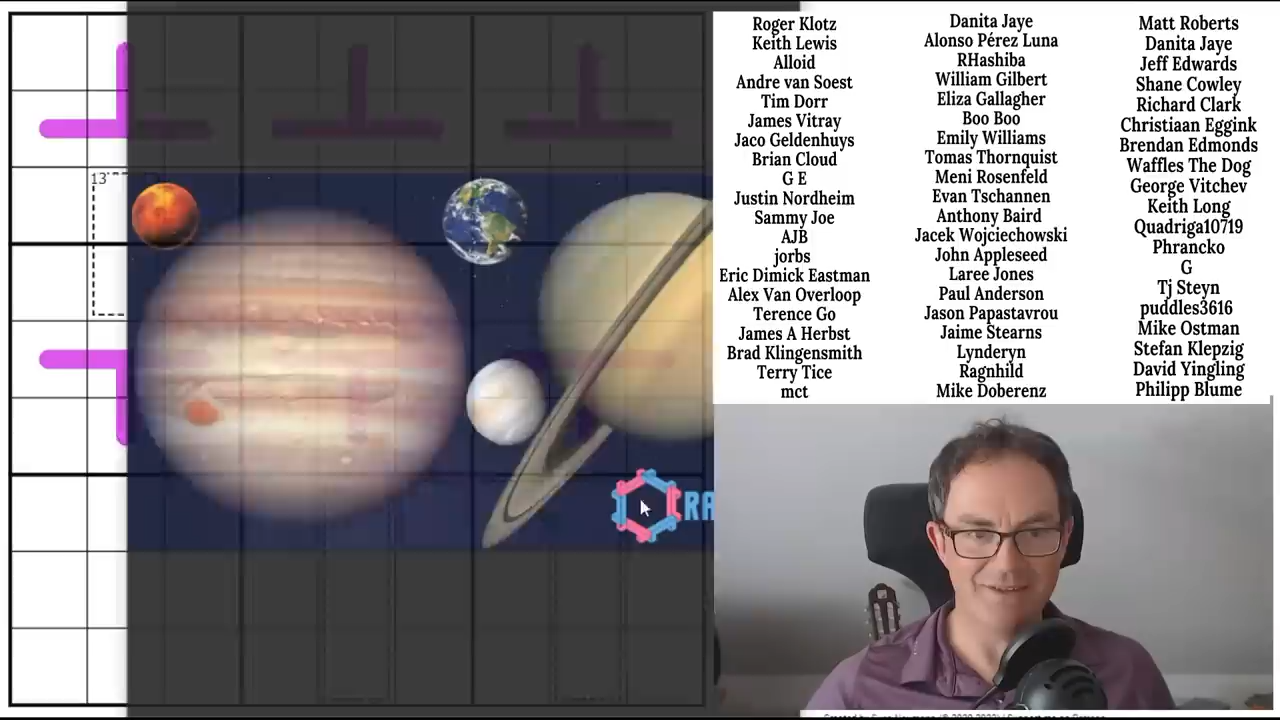 Roger Klotz
Keith Lewis
Alloid
Andre van Soest
Tim Dorr
James Vitray
Jaco Geldenhuys
Brian Cloud
G E
Justin Nordheim
Sammy Joe
AJB
jorbs
Eric Dimick Eastman
Alex Van Overloop
Terence Go
James A Herbst
Brad Klingensmith
Terry Tice
mct
Danita Jaye
Alonso Pérez Luna
RHashiba
William Gilbert
Eliza Gallagher
Boo Boo
Emily Williams
Tomas Thornquist
Meni Rosenfeld
Evan Tschannen
Anthony Baird
Jacek Wojciechowski
John Appleseed
Laree Jones
Paul Anderson
Jason Papastavrou
Jaime Stearns
Lynderyn
Ragnhild
Mike Doberenz
Matt Roberts
Danita Jaye
Jeff Edwards
Shane Cowley
Richard Clark
Christiaan Eggink
Brendan Edmonds
Waffles The Dog
George Vitchev
Keith Long
Quadriga10719
Phrancko
G
Tj Steyn
puddles3616
Mike Ostman
Stefan Klepzig
David Yingling
Philipp Blume
13
RA